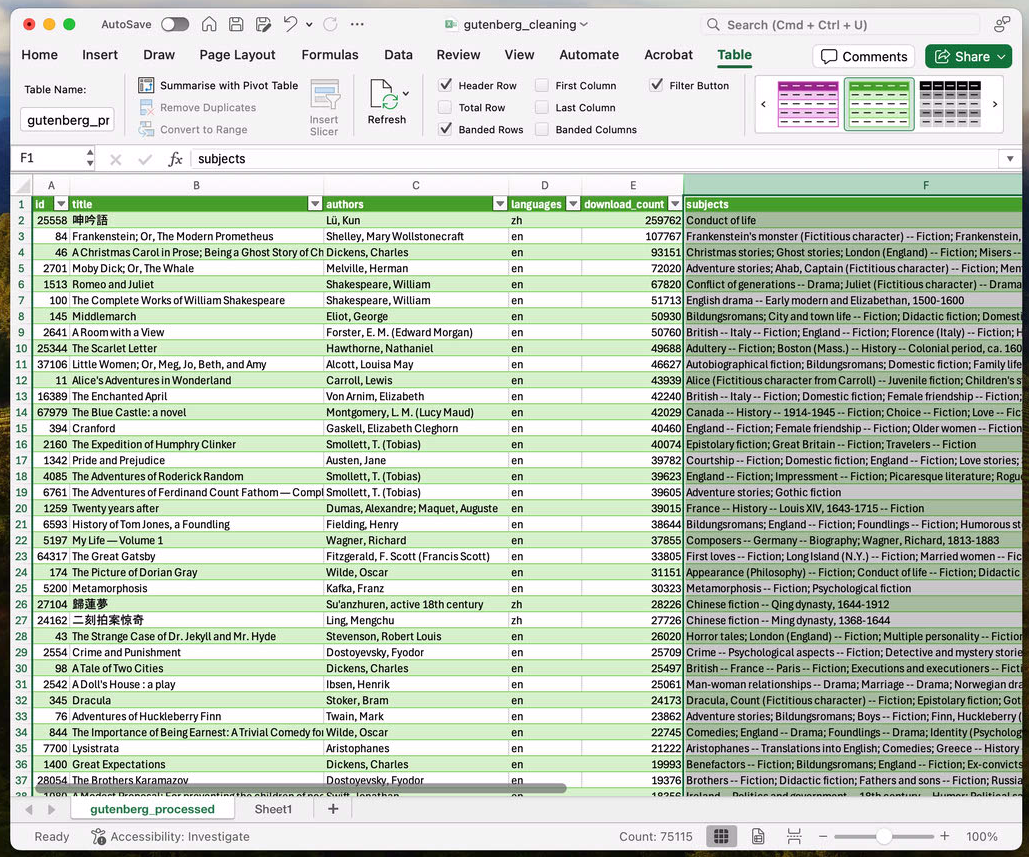 AutoSave
gutenberg_cleaning
Search (Cmd + Ctrl + U)
Home Insert Draw Page Layout Formulas Data Review View Automate Acrobat Table Comments Share
Table Name:
gutenberg_pr
Summarise with Pivot Table
Remove Duplicates
Convert to Range
Insert Slicer
Refresh
Header Row First Column Filter Button
Total Row Last Column
Banded Rows Banded Columns
F1 fx subjects
A B C D E F
1 id title authors languages download_count subjects
2 25558 呻吟語 Lü, Kun zh 259762 Conduct of life
3 84 Frankenstein; Or, The Modern Prometheus Shelley, Mary Wollstonecraft en 107767 Frankenstein's monster (Fictitious character) -- Fiction; Frankenstein,
4 46 A Christmas Carol in Prose; Being a Ghost Story of Ch Dickens, Charles en 93151 Christmas stories; Ghost stories; London (England) -- Fiction; Misers --
5 2701 Moby Dick; Or, The Whale Melville, Herman en 72020 Adventure stories; Ahab, Captain (Fictitious character) -- Fiction; Men
6 1513 Romeo and Juliet Shakespeare, William en 67820 Conflict of generations -- Drama; Juliet (Fictitious character) -- Drama
7 100 The Complete Works of William Shakespeare Shakespeare, William en 51713 English drama -- Early modern and Elizabethan, 1500-1600
8 145 Middlemarch Eliot, George en 50930 Bildungsromans; City and town life -- Fiction; Didactic fiction; Domesti
9 2641 A Room with a View Forster, E. M. (Edward Morgan) en 50760 British -- Italy -- Fiction; England -- Fiction; Florence (Italy) -- Fiction; H
10 25344 The Scarlet Letter Hawthorne, Nathaniel en 49688 Adultery -- Fiction; Boston (Mass.) -- History -- Colonial period, ca. 160
11 37106 Little Women; Or, Meg, Jo, Beth, and Amy Alcott, Louisa May en 46627 Autobiographical fiction; Bildungsromans; Domestic fiction; Family life
12 11 Alice's Adventures in Wonderland Carroll, Lewis en 43939 Alice (Fictitious character from Carroll) -- Juvenile fiction; Children's s
13 16389 The Enchanted April Von Arnim, Elizabeth en 42240 British -- Italy -- Fiction; Domestic fiction; Female friendship -- Fiction;
14 67979 The Blue Castle: a novel Montgomery, L. M. (Lucy Maud) en 42029 Canada -- History -- 1914-1945 -- Fiction; Choice -- Fiction; Love -- Fic
15 394 Cranford Gaskell, Elizabeth Cleghorn en 40460 England -- Fiction; Female friendship -- Fiction; Older women -- Fiction
16 2160 The Expedition of Humphry Clinker Smollett, T. (Tobias) en 40074 Epistolary fiction; Great Britain -- Fiction; Travelers -- Fiction
17 1342 Pride and Prejudice Austen, Jane en 39782 Courtship -- Fiction; Domestic fiction; England -- Fiction; Love stories;
18 4085 The Adventures of Roderick Random Smollett, T. (Tobias) en 39623 England -- Fiction; Impressment -- Fiction; Picaresque literature; Rogu
19 6761 The Adventures of Ferdinand Count Fathom — Compl Smollett, T. (Tobias) en 39605 Adventure stories; Gothic fiction
20 1259 Twenty years after Dumas, Alexandre; Maquet, Auguste en 39015 France -- History -- Louis XIV, 1643-1715 -- Fiction
21 6593 History of Tom Jones, a Foundling Fielding, Henry en 38644 Bildungsromans; England -- Fiction; Foundlings -- Fiction; Humorous st
22 5197 My Life — Volume 1 Wagner, Richard en 37855 Composers -- Germany -- Biography; Wagner, Richard, 1813-1883
23 64317 The Great Gatsby Fitzgerald, F. Scott (Francis Scott) en 33805 First loves -- Fiction; Long Island (N.Y.) -- Fiction; Married women -- Fic
24 174 The Picture of Dorian Gray Wilde, Oscar en 31151 Appearance (Philosophy) -- Fiction; Conduct of life -- Fiction; Didactic
25 5200 Metamorphosis Kafka, Franz en 30323 Metamorphosis -- Fiction; Psychological fiction
26 27104 歸蓮夢 Su'anzhuren, active 18th century zh 28226 Chinese fiction -- Qing dynasty, 1644-1912
27 24162 二刻拍案惊奇 Ling, Mengchu zh 27726 Chinese fiction -- Ming dynasty, 1368-1644
28 43 The Strange Case of Dr. Jekyll and Mr. Hyde Stevenson, Robert Louis en 26020 Horror tales; London (England) -- Fiction; Multiple personality -- Fiction
29 2554 Crime and Punishment Dostoyevsky, Fyodor en 25709 Crime -- Psychological aspects -- Fiction; Detective and mystery storie
30 98 A Tale of Two Cities Dickens, Charles en 25497 British -- France -- Paris -- Fiction; Executions and executioners -- Ficti
31 2542 A Doll's House : a play Ibsen, Henrik en 25061 Man-woman relationships -- Drama; Marriage -- Drama; Norwegian dra
32 345 Dracula Stoker, Bram en 24173 Dracula, Count (Fictitious character) -- Fiction; Epistolary fiction; Got
33 76 Adventures of Huckleberry Finn Twain, Mark en 23862 Adventure stories; Bildungsromans; Boys -- Fiction; Finn, Huckleberry (
34 844 The Importance of Being Earnest: A Trivial Comedy for Wilde, Oscar en 22745 Comedies; England -- Drama; Foundlings -- Drama; Identity (Psycholog
35 7700 Lysistrata Aristophanes en 21222 Aristophanes -- Translations into English; Comedies; Greece -- History
36 1400 Great Expectations Dickens, Charles en 19993 Benefactors -- Fiction; Bildungsromans; England -- Fiction; Ex-convicts
37 28054 The Brothers Karamazov Dostoyevsky, Fyodor en 19376 Brothers -- Fiction; Didactic fiction; Fathers and sons -- Fiction; Russia
gutenberg_processed Sheet1
Ready Accessibility: Investigate Count: 75115 100%